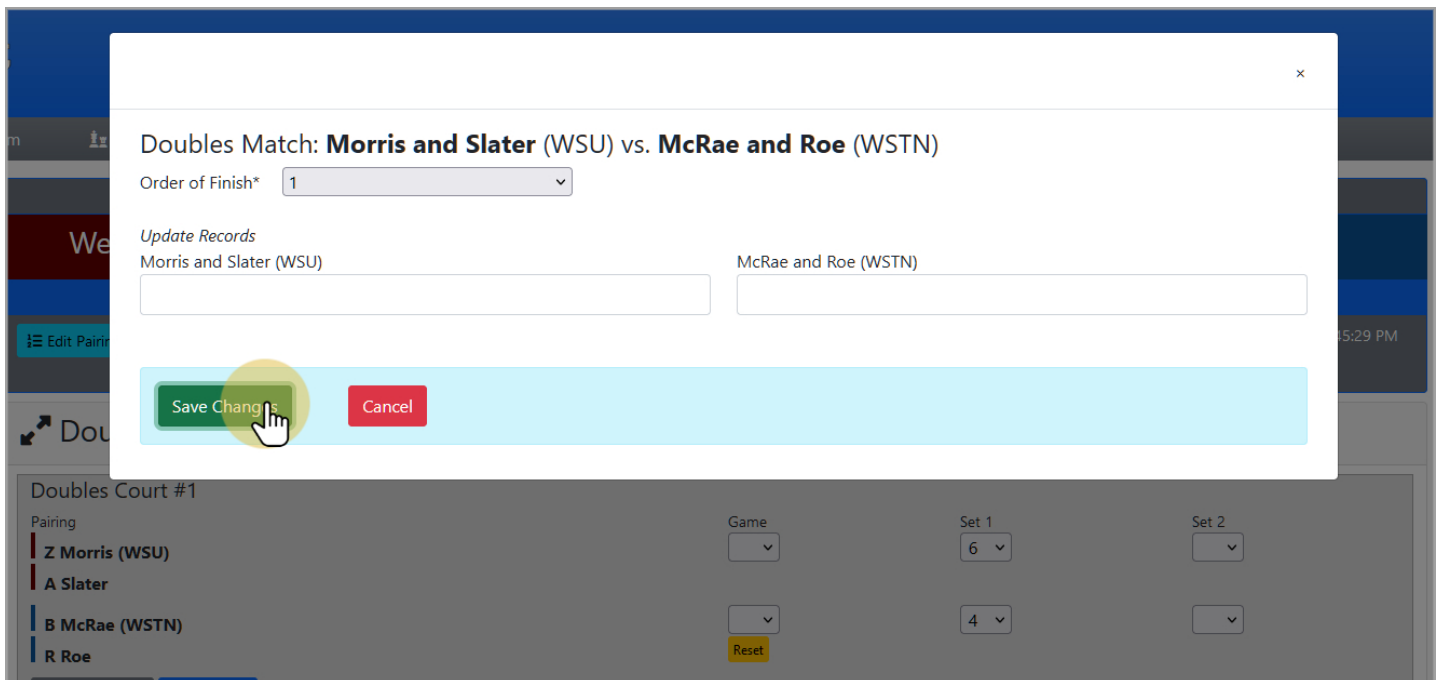 ×
m
Doubles Match: Morris and Slater (WSU) vs. McRae and Roe (WSTN)
Order of Finish* 1
We
Update Records
Morris and Slater (WSU) McRae and Roe (WSTN)
Edit Pairin 45:29 PM
Save Changes Cancel
Dou
Doubles Court #1
Pairing Game Set 1 Set 2
Z Morris (WSU) 6
A Slater
B McRae (WSTN) 4
R Roe Reset